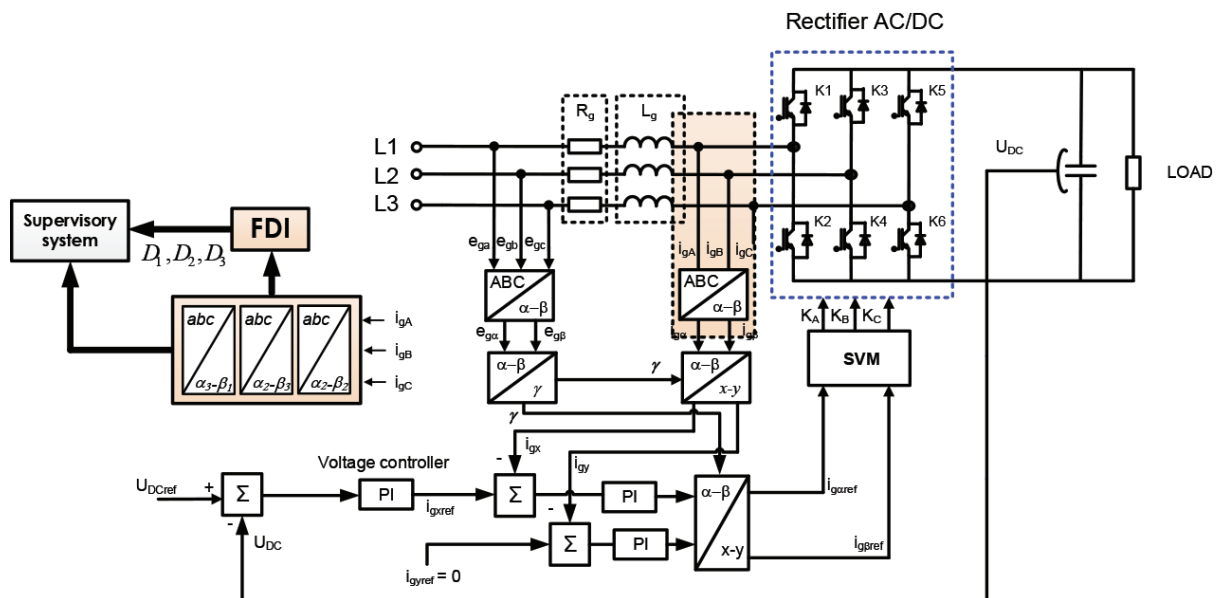 Rectifier AC/DC
K1
K3
K5
Rg
Lg
L1
L2
L3
UDC
LOAD
K2
K4
K6
Supervisory system
FDI
D1, D2, D3
ega
egb
egc
igA
igB
igC
ABC
α–β
ABC
α–β
abc
α3-β1
abc
α2-β3
abc
α2-β2
igA
igB
igC
egα
egβ
igα
igβ
KA
KB
KC
SVM
α–β
γ
γ
α–β
x-y
γ
igx
igy
Voltage controller
UDCref
+
Σ
-
PI
igxref
-
Σ
PI
α–β
x-y
igαref
UDC
-
Σ
PI
igβref
igyref = 0